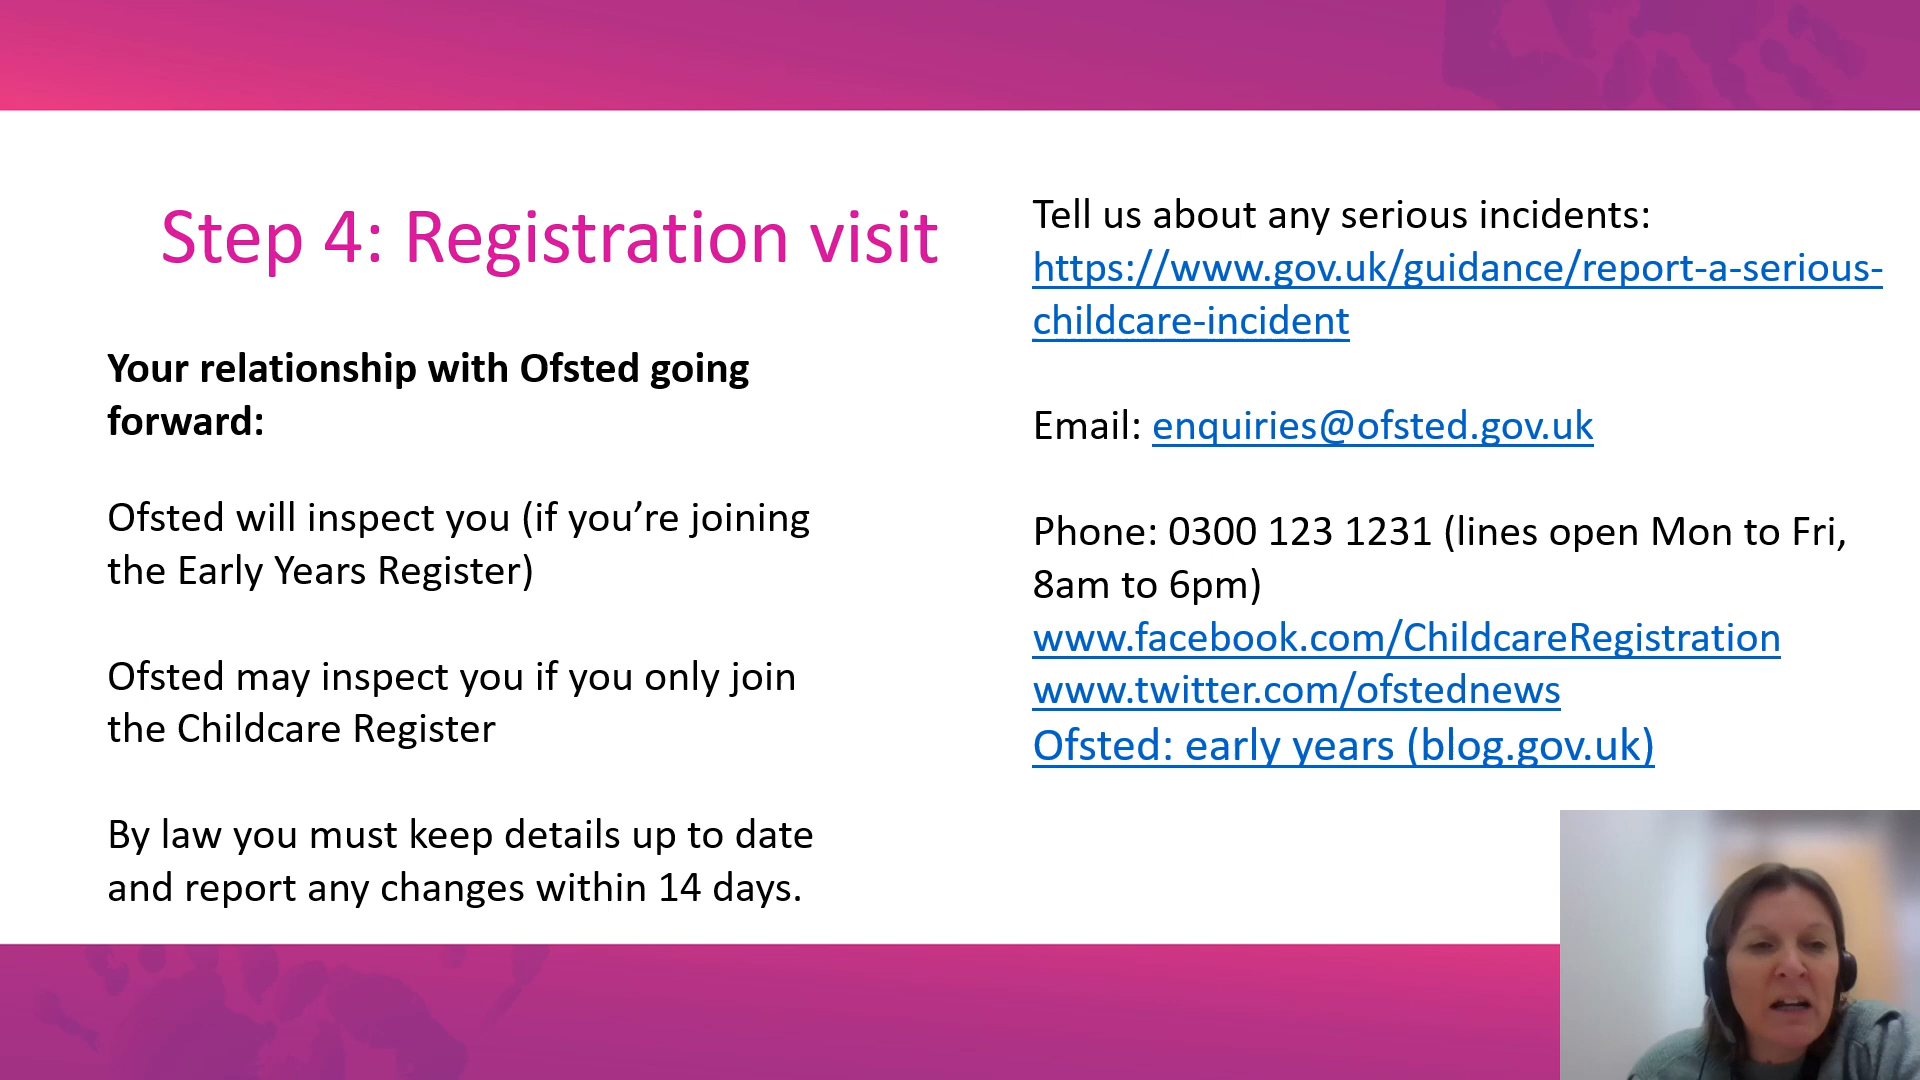 Step 4: Registration visit
Your relationship with Ofsted going
forward:
Ofsted will inspect you (if you’re joining
the Early Years Register)
Ofsted may inspect you if you only join
the Childcare Register
By law you must keep details up to date
and report any changes within 14 days.
Tell us about any serious incidents:
https://www.gov.uk/guidance/report-a-serious-
childcare-incident
Email: enquiries@ofsted.gov.uk
Phone: 0300 123 1231 (lines open Mon to Fri,
8am to 6pm)
www.facebook.com/ChildcareRegistration
www.twitter.com/ofstednews
Ofsted: early years (blog.gov.uk)